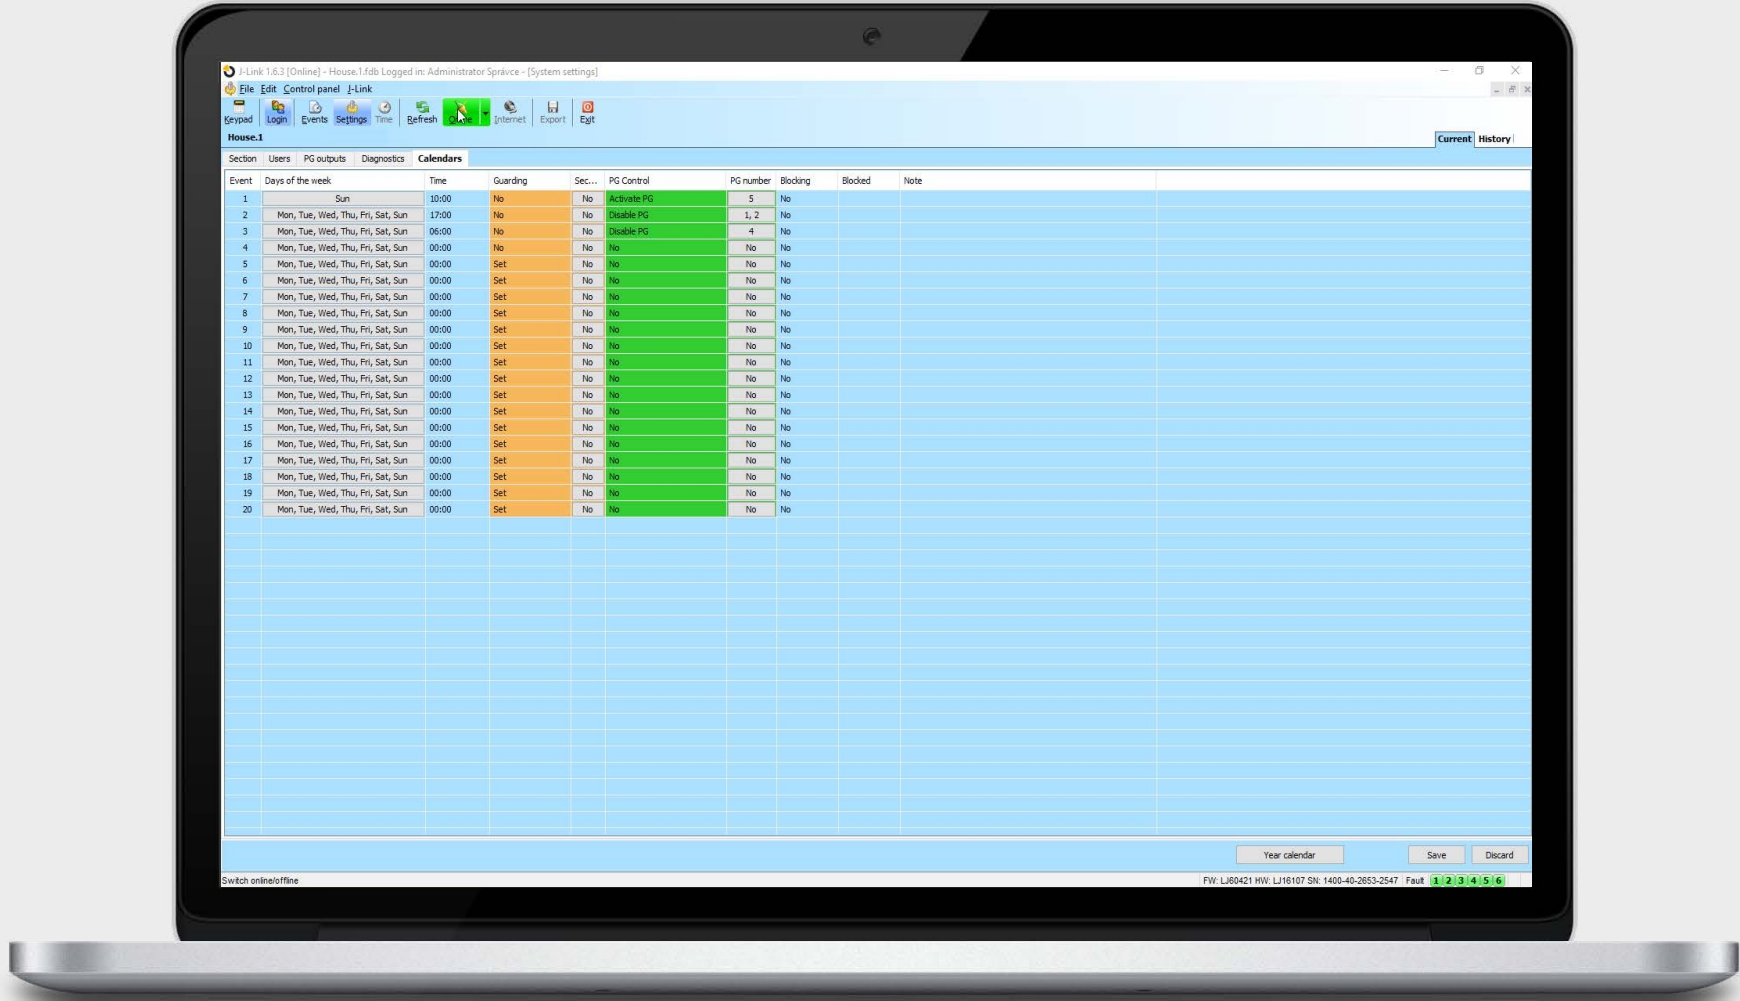 J-Link 1.6.3 [Online] - House.1.fdb Logged in: Administrator Správce - [System settings]
File Edit Control panel J-Link
Keypad Login Events Settings Time Refresh Online Internet Export Exit
House.1 Current History
Section Users PG outputs Diagnostics Calendars
Event Days of the week Time Guarding Sec... PG Control PG number Blocking Blocked Note
1 Sun 10:00 No No Activate PG 5 No
2 Mon, Tue, Wed, Thu, Fri, Sat, Sun 17:00 No No Disable PG 1, 2 No
3 Mon, Tue, Wed, Thu, Fri, Sat, Sun 06:00 No No Disable PG 4 No
4 Mon, Tue, Wed, Thu, Fri, Sat, Sun 00:00 No No No No No
5 Mon, Tue, Wed, Thu, Fri, Sat, Sun 00:00 Set No No No No
6 Mon, Tue, Wed, Thu, Fri, Sat, Sun 00:00 Set No No No No
7 Mon, Tue, Wed, Thu, Fri, Sat, Sun 00:00 Set No No No No
8 Mon, Tue, Wed, Thu, Fri, Sat, Sun 00:00 Set No No No No
9 Mon, Tue, Wed, Thu, Fri, Sat, Sun 00:00 Set No No No No
10 Mon, Tue, Wed, Thu, Fri, Sat, Sun 00:00 Set No No No No
11 Mon, Tue, Wed, Thu, Fri, Sat, Sun 00:00 Set No No No No
12 Mon, Tue, Wed, Thu, Fri, Sat, Sun 00:00 Set No No No No
13 Mon, Tue, Wed, Thu, Fri, Sat, Sun 00:00 Set No No No No
14 Mon, Tue, Wed, Thu, Fri, Sat, Sun 00:00 Set No No No No
15 Mon, Tue, Wed, Thu, Fri, Sat, Sun 00:00 Set No No No No
16 Mon, Tue, Wed, Thu, Fri, Sat, Sun 00:00 Set No No No No
17 Mon, Tue, Wed, Thu, Fri, Sat, Sun 00:00 Set No No No No
18 Mon, Tue, Wed, Thu, Fri, Sat, Sun 00:00 Set No No No No
19 Mon, Tue, Wed, Thu, Fri, Sat, Sun 00:00 Set No No No No
20 Mon, Tue, Wed, Thu, Fri, Sat, Sun 00:00 Set No No No No
Year calendar Save Discard
Switch online/offline FW: LJ60421 HW: LJ16107 SN: 1400-40-2653-2547 Fault 1 2 3 4 5 6